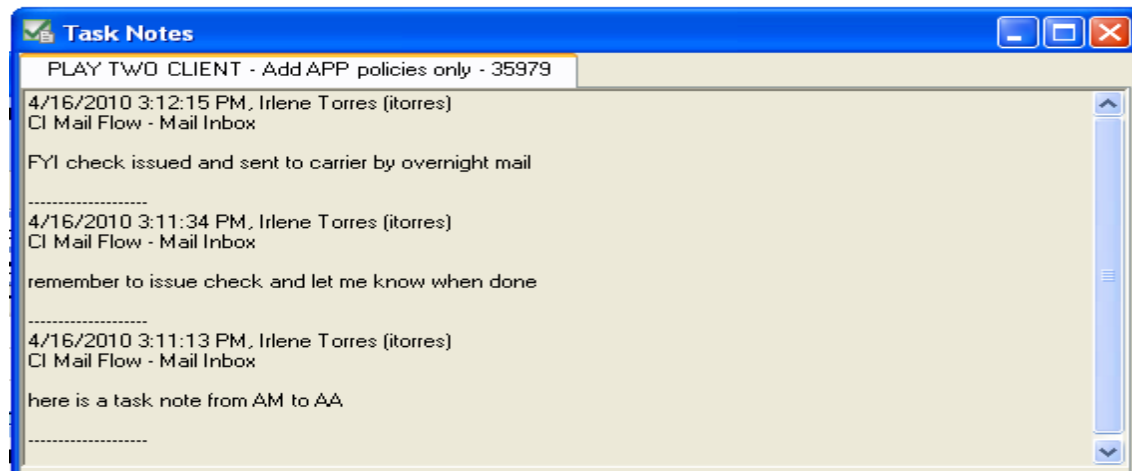 Task Notes
PLAY TWO CLIENT - Add APP policies only - 35979
4/16/2010 3:12:15 PM, Irlene Torres (itorres)
CI Mail Flow - Mail Inbox
FYI check issued and sent to carrier by overnight mail
--------------------
4/16/2010 3:11:34 PM, Irlene Torres (itorres)
CI Mail Flow - Mail Inbox
remember to issue check and let me know when done
--------------------
4/16/2010 3:11:13 PM, Irlene Torres (itorres)
CI Mail Flow - Mail Inbox
here is a task note from AM to AA
--------------------